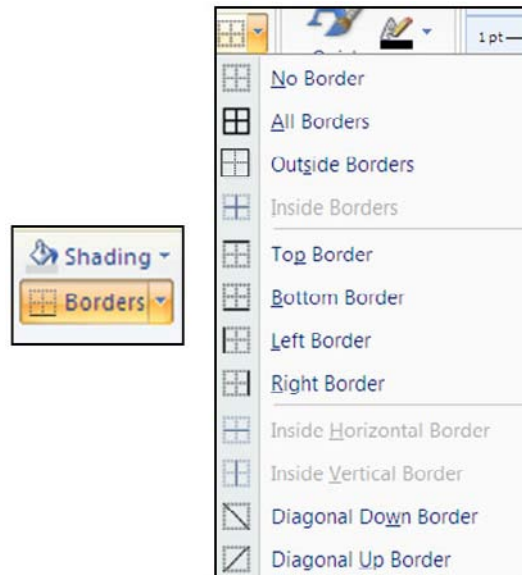 Shading
Borders
1 pt
No Border
All Borders
Outside Borders
Inside Borders
Top Border
Bottom Border
Left Border
Right Border
Inside Horizontal Border
Inside Vertical Border
Diagonal Down Border
Diagonal Up Border